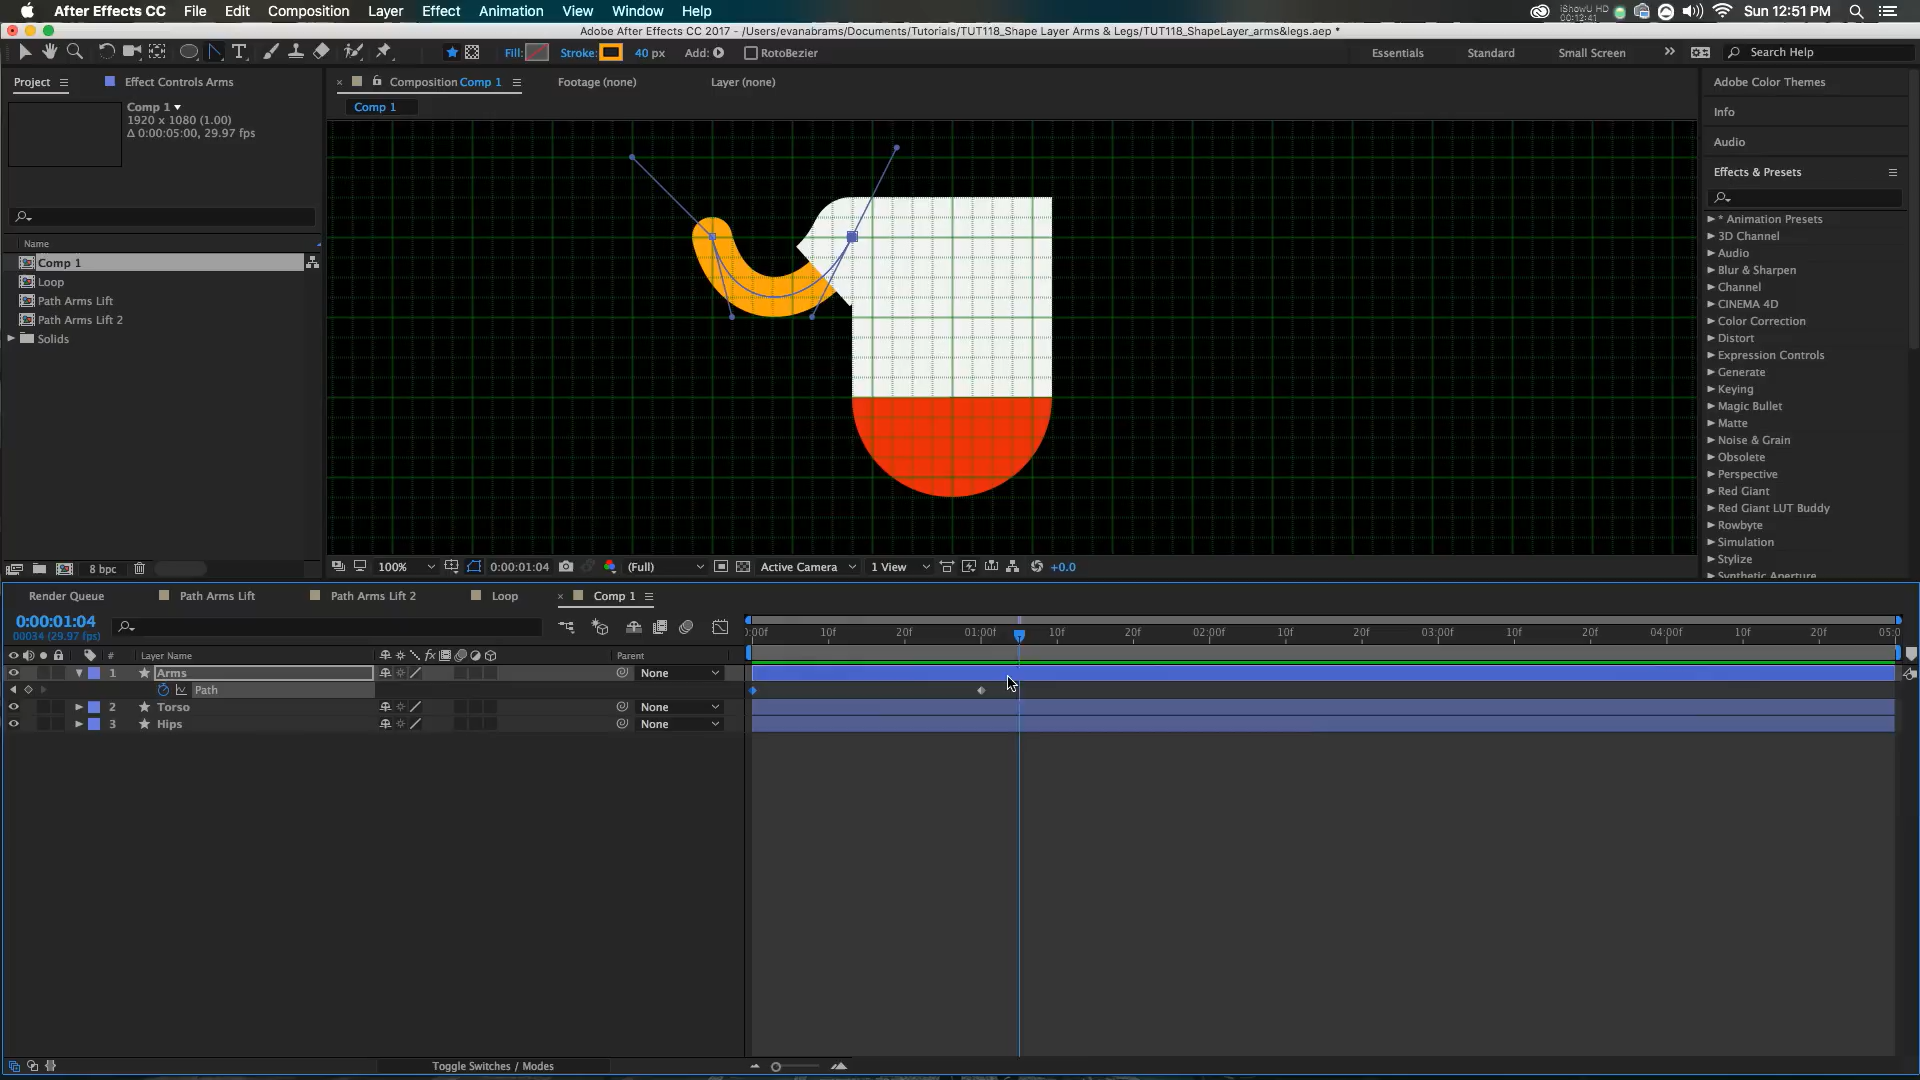 After Effects CC File Edit Composition Layer Effect Animation View Window Help
iShowU HD
00:12:41
Sun 12:51 PM
Adobe After Effects CC 2017 - /Users/evanabrams/Documents/Tutorials/TUT118_Shape Layer Arms & Legs/TUT118_ShapeLayer_arms&legs.aep *
Fill: Stroke: 40 px Add: RotoBezier Essentials Standard Small Screen Search Help
Project Effect Controls Arms
Composition Comp 1 Footage (none) Layer (none)
Comp 1
1920 x 1080 (1.00)
Δ 0:00:05:00, 29.97 fps
Comp 1
Name
Comp 1
Loop
Path Arms Lift
Path Arms Lift 2
Solids
8 bpc
100% 0:00:01:04 (Full) Active Camera 1 View +0.0
Adobe Color Themes
Info
Audio
Effects & Presets
* Animation Presets
3D Channel
Audio
Blur & Sharpen
Channel
CINEMA 4D
Color Correction
Distort
Expression Controls
Generate
Keying
Magic Bullet
Matte
Noise & Grain
Obsolete
Perspective
Red Giant
Red Giant LUT Buddy
Rowbyte
Simulation
Stylize
Synthetic Aperture
Render Queue Path Arms Lift Path Arms Lift 2 Loop Comp 1
0:00:01:04
00034 (29.97 fps)
):00f 10f 20f 01:00f 10f 20f 02:00f 10f 20f 03:00f 10f 20f 04:00f 10f 20f 05:0
# Layer Name fx Parent
1 Arms None
Path
2 Torso None
3 Hips None
Toggle Switches / Modes